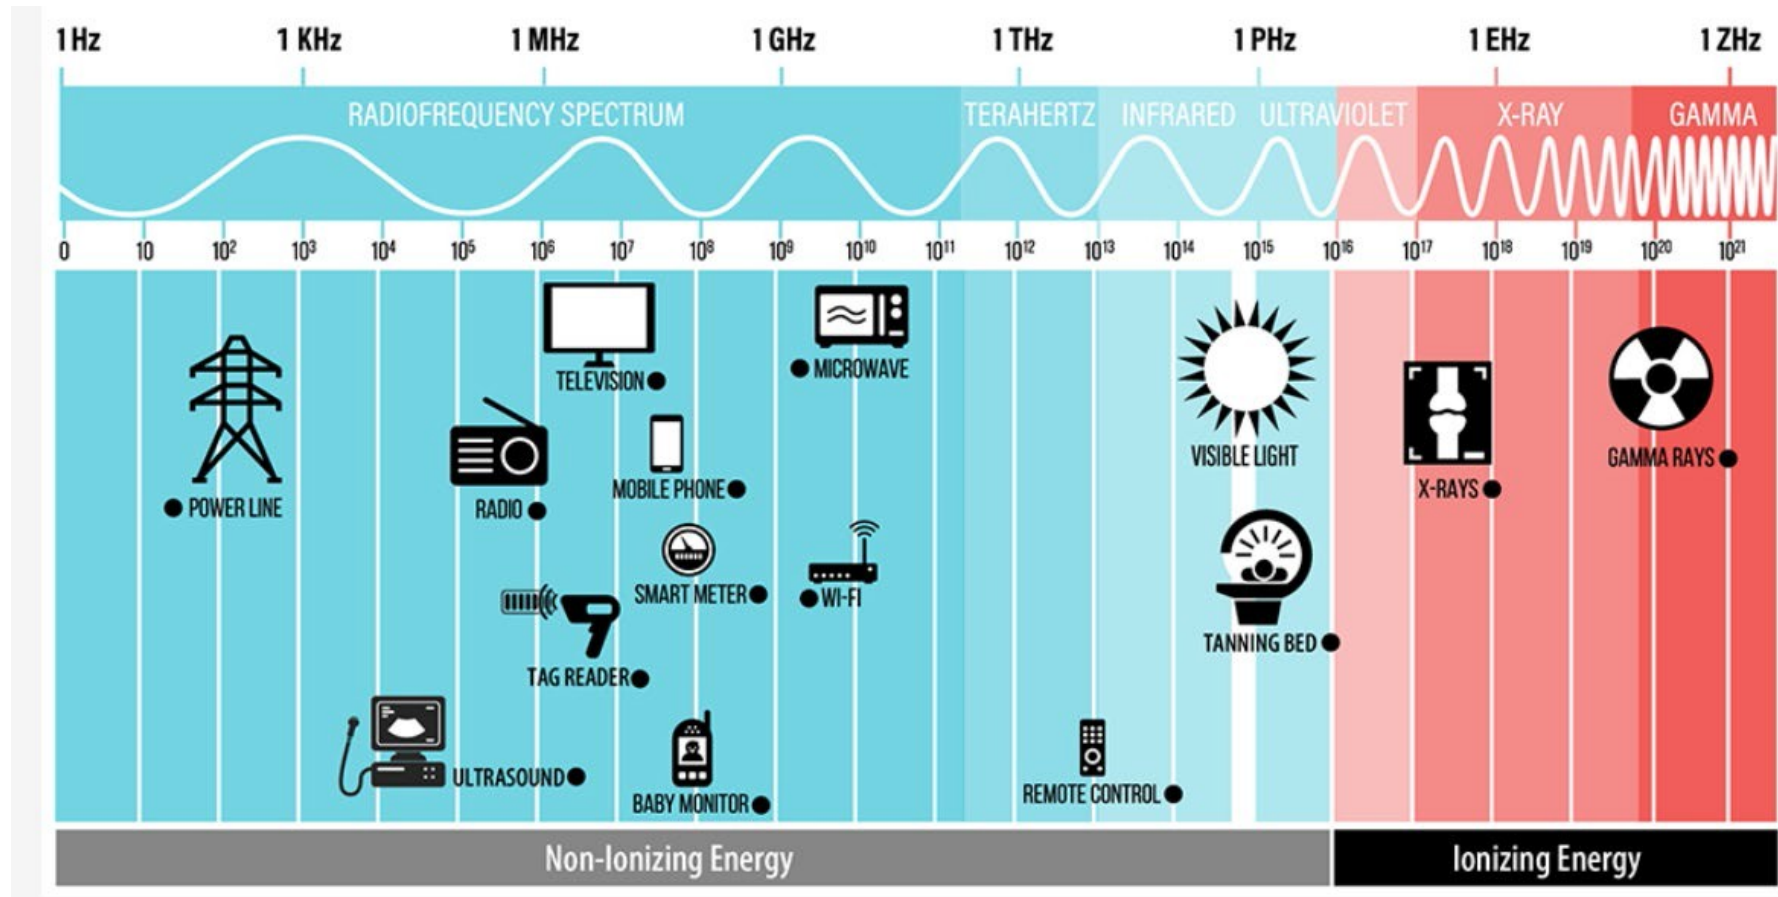 1 Hz 1 KHz 1 MHz 1 GHz 1 THz 1 PHz 1 EHz 1 ZHz
RADIOFREQUENCY SPECTRUM TERAHERTZ INFRARED ULTRAVIOLET X-RAY GAMMA
0 10 10² 10³ 10⁴ 10⁵ 10⁶ 10⁷ 10⁸ 10⁹ 10¹⁰ 10¹¹ 10¹² 10¹³ 10¹⁴ 10¹⁵ 10¹⁶ 10¹⁷ 10¹⁸ 10¹⁹ 10²⁰ 10²¹
POWER LINE
TELEVISION
MICROWAVE
RADIO
MOBILE PHONE
VISIBLE LIGHT
X-RAYS
GAMMA RAYS
SMART METER
WI-FI
TAG READER
TANNING BED
ULTRASOUND
BABY MONITOR
REMOTE CONTROL
Non-Ionizing Energy
Ionizing Energy